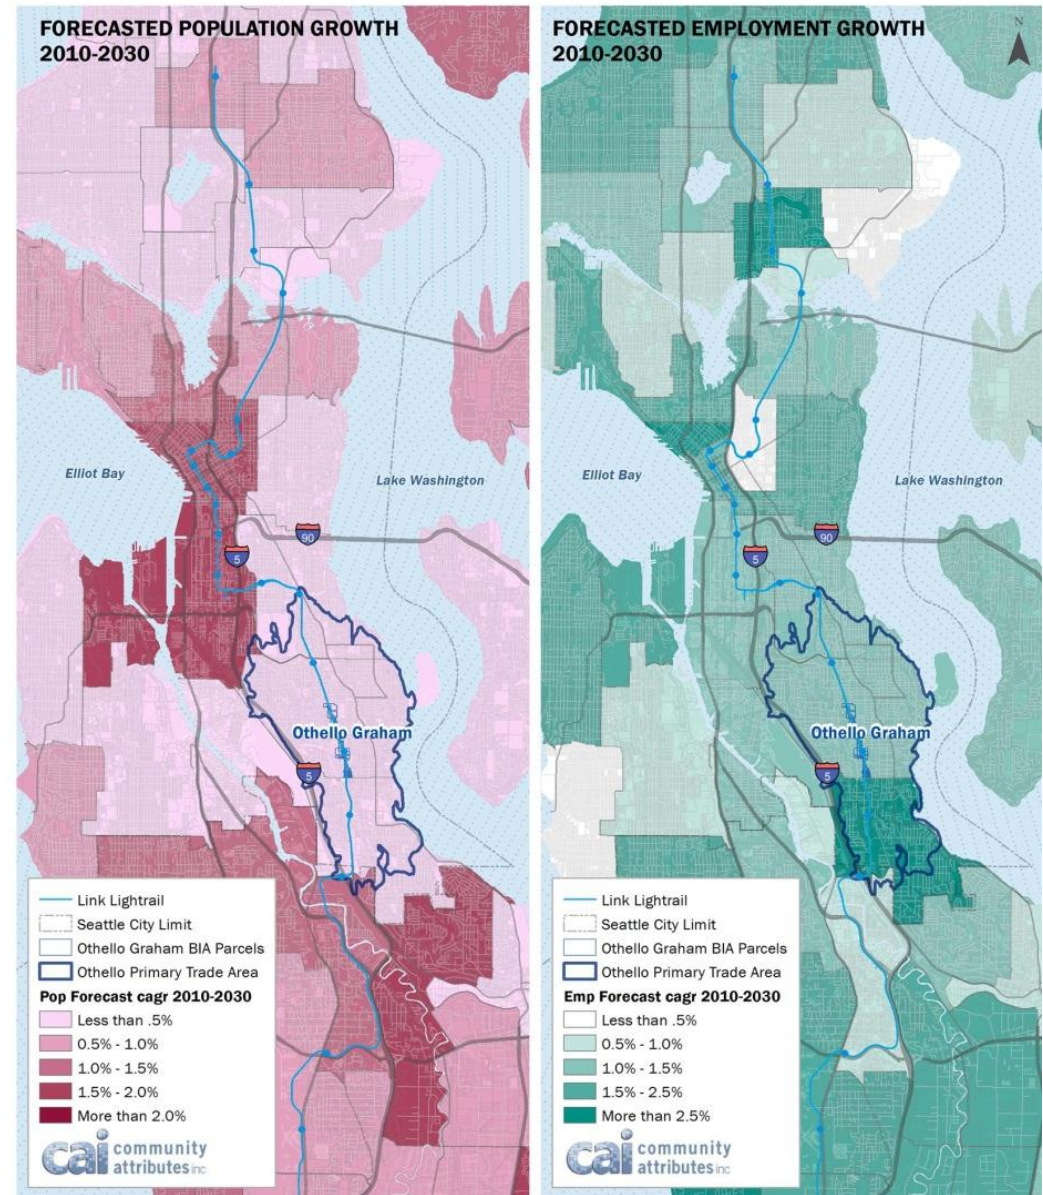 FORECASTED POPULATION GROWTH
2010-2030
Elliot Bay
Lake Washington
90
5
Othello Graham
5
Link Lightrail
Seattle City Limit
Othello Graham BIA Parcels
Othello Primary Trade Area
Pop Forecast cagr 2010-2030
Less than .5%
0.5% - 1.0%
1.0% - 1.5%
1.5% - 2.0%
More than 2.0%
cai community
attributes inc
FORECASTED EMPLOYMENT GROWTH
2010-2030
N
Elliot Bay
Lake Washington
90
5
Othello Graham
5
Link Lightrail
Seattle City Limit
Othello Graham BIA Parcels
Othello Primary Trade Area
Emp Forecast cagr 2010-2030
Less than .5%
0.5% - 1.0%
1.0% - 1.5%
1.5% - 2.5%
More than 2.5%
cai community
attributes inc